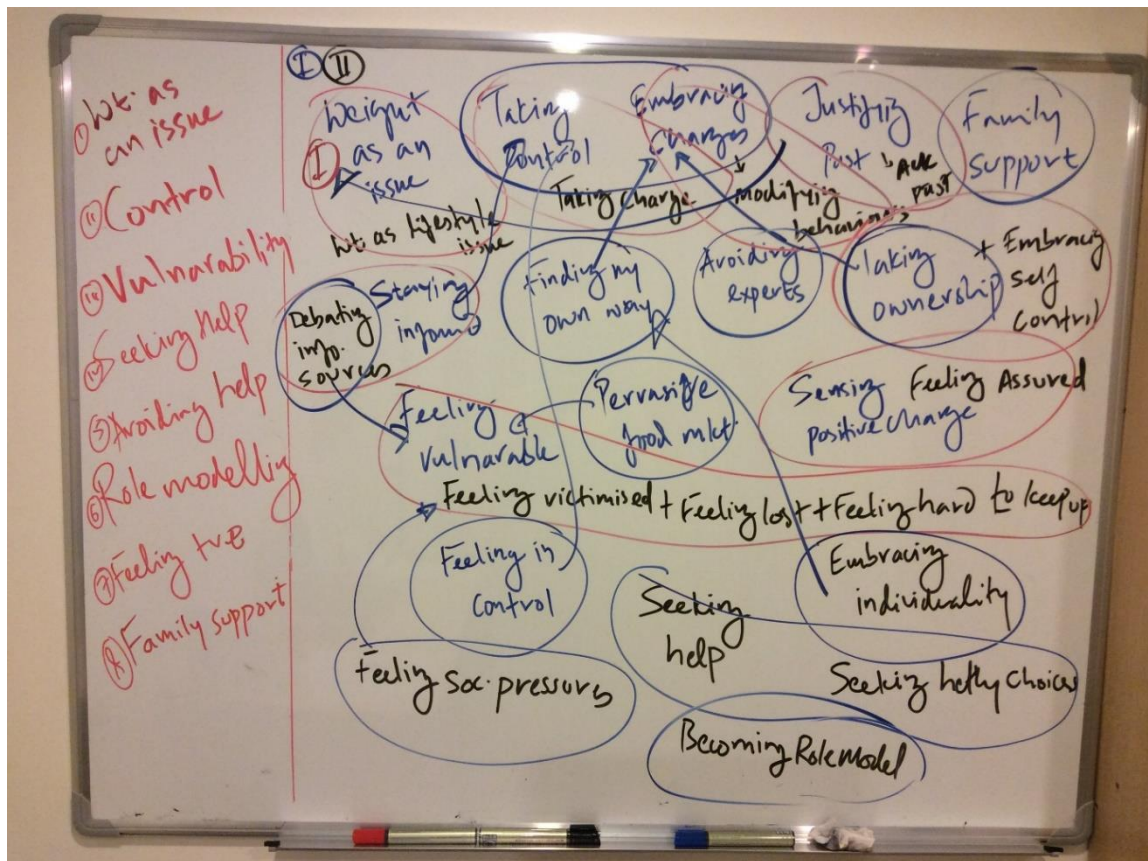 ① Wt. as
an issue
② Control
③ Vulnarability
④ Seeking help
⑤ Avoiding help
⑥ Role modelling
⑦ Feeling +ve
⑧ Family support
I II
I
Weight
as an
issue
Wt as lifestyle
issue
Taking
Control
Embracing
Changes
Taking charge
modifying
behaviours
Justifying
Past
Ack
past
Family
support
Debating
info.
sources
Staying
informed
Finding my
own way
Avoiding
experts
Taking
ownership
+ Embracing
self
control
Feeling
vulnarable
Pervasive
food mkt.
Sensing
positive change
Feeling Assured
Feeling victimised + Feeling lost + Feeling hard to keep up
Feeling in
control
Embracing
individuality
Seeking
help
Feeling soc. pressures
Seeking helthy choices
Becoming Role Model